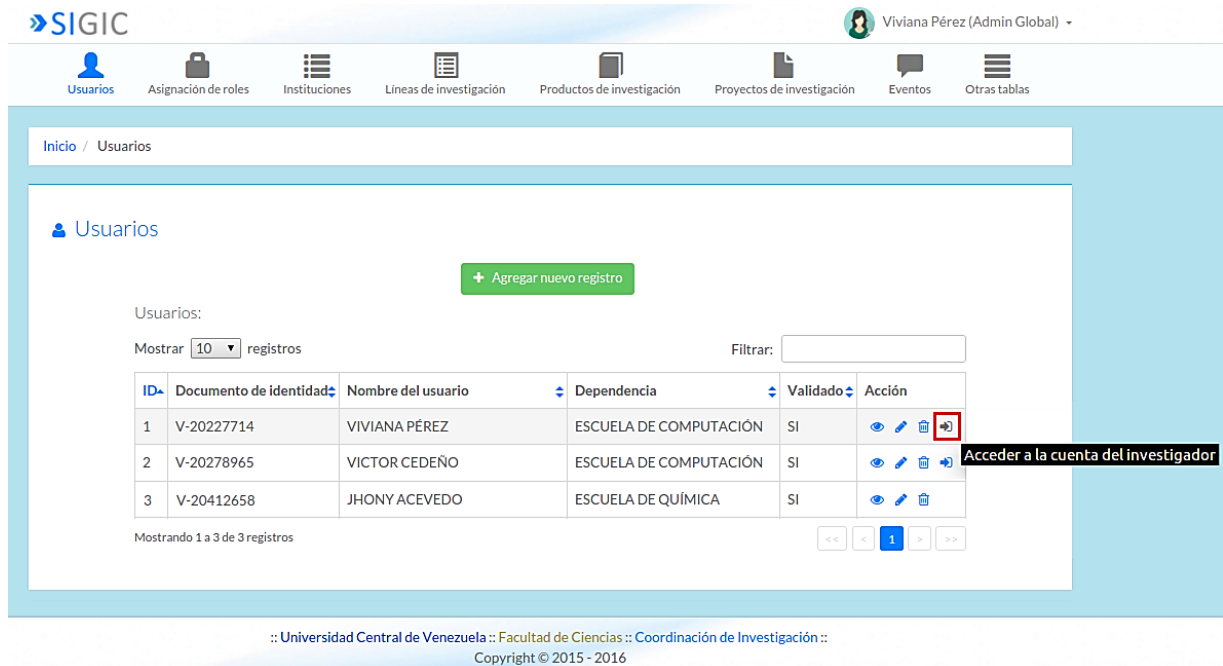 SIGIC
Viviana Pérez (Admin Global)
Usuarios Asignación de roles Instituciones Líneas de investigación Productos de investigación Proyectos de investigación Eventos Otras tablas
Inicio / Usuarios
Usuarios
+ Agregar nuevo registro
Usuarios:
Mostrar 10 registros Filtrar:
ID Documento de identidad Nombre del usuario Dependencia Validado Acción
1 V-20227714 VIVIANA PÉREZ ESCUELA DE COMPUTACIÓN SI
Acceder a la cuenta del investigador
2 V-20278965 VICTOR CEDEÑO ESCUELA DE COMPUTACIÓN SI
3 V-20412658 JHONY ACEVEDO ESCUELA DE QUÍMICA SI
Mostrando 1 a 3 de 3 registros << < 1 > >>
:: Universidad Central de Venezuela :: Facultad de Ciencias :: Coordinación de Investigación ::
Copyright © 2015 - 2016